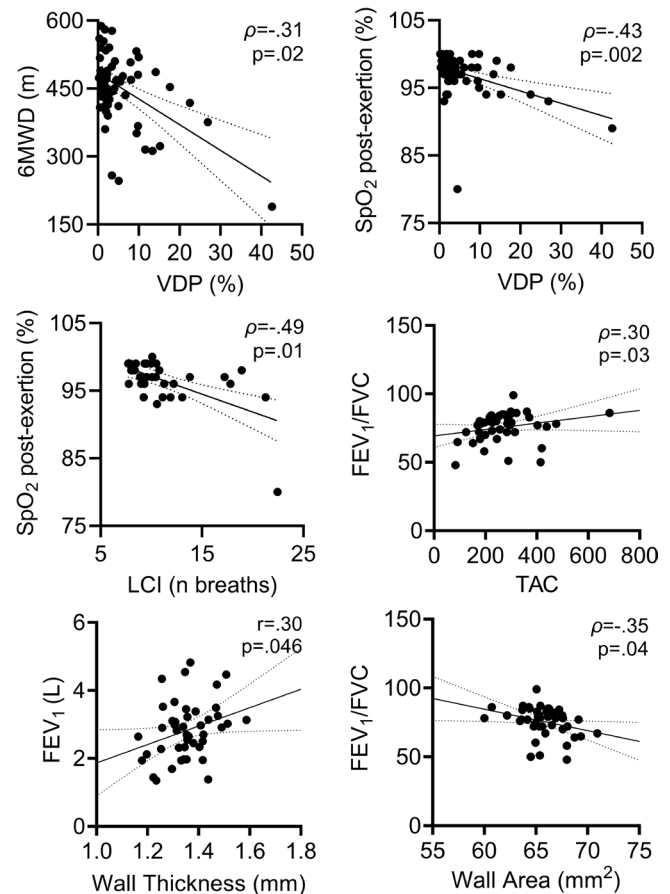 600
450
300
150
6MWD (m)
ρ=-.31
p=.02
0 10 20 30 40 50
VDP (%)
105
95
85
75
SpO₂ post-exertion (%)
ρ=-.43
p=.002
0 10 20 30 40 50
VDP (%)
105
95
85
75
SpO₂ post-exertion (%)
ρ=-.49
p=.01
5 15 25
LCI (n breaths)
150
100
50
0
FEV₁/FVC
ρ=.30
p=.03
0 200 400 600 800
TAC
6
4
2
0
FEV₁ (L)
r=.30
p=.046
1.0 1.2 1.4 1.6 1.8
Wall Thickness (mm)
150
100
50
0
FEV₁/FVC
ρ=-.35
p=.04
55 60 65 70 75
Wall Area (mm²)